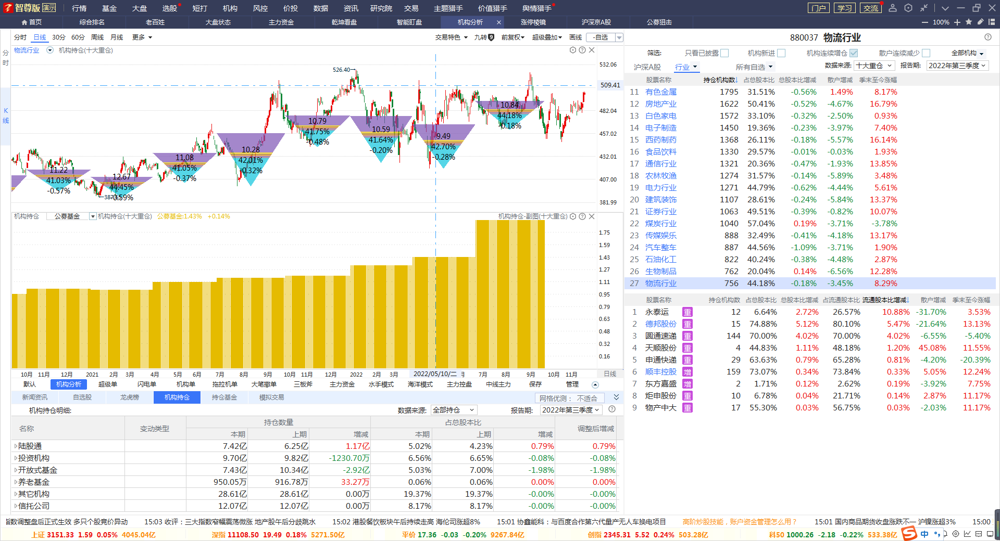 智尊版 演示 行情 基金 大盘 选股 短打 机构 风控 价投 数据 资讯 研究院 交易 主题猎手 价值猎手 舆情猎手 门户 学习 交流
首页 综合排名 老百姓 大盘状态 主力资金 乾坤看盘 智能盯盘 机构分析 涨停棱镜 沪深京A股 公募狙击 100%
分时 日线 30分 60分 周线 月线 更多 交易特色 九转 9 前复权 超级叠加 画线 -自选
物流行业 机构持仓(十大重仓)
分时
K线
526.40
532.06
509.41
482.04
457.02
432.01
407.00
381.99
11.22
41.03%
-0.57%
12.67
44.45%
-0.59%
387
11.08
41.05%
-0.37%
10.28
42.01%
-0.32%
10.79
41.75%
-0.48%
10.59
41.64%
-0.20%
9.49
42.70%
-0.28%
10.84
44.18%
-0.18%
机构持仓 公募基金 机构持仓(十大重仓) 公募基金:1.43% +0.14% 机构持仓-副图(十大重仓)
1.75
1.59
1.43
1.27
1.11
0.95
0.79
0.63
0.48
0.32
0.16
10月 11月 12月 2021 2月 3月 4月 5月 6月 7月 8月 9月 10月 11月 12月 2022 2月 3月 2022/05/10/二 7月 8月 9月 10月 11月 日线
默认 机构分析 超级单 闪电单 机构单 拖拉机单 大笔撤单 三板斧 主力资金 水手模式 海洋模式 主力控盘 中线主力 保存 管理
新闻资讯 自选股 龙虎榜 机构持仓 持仓基金 模拟交易 网格优测： 不适合
机构持仓明细: 数据来源: 全部持仓 报告期: 2022年第三季度
名称 变动类型 持仓数量 占总股本比 调整后增减
本期 上期 增减 本期 上期 增减
陆股通 7.42亿 6.25亿 1.17亿 5.02% 4.23% 0.79% 0.79%
投资机构 9.70亿 9.82亿 -1230.70万 6.56% 6.65% -0.08% -0.08%
开放式基金 7.43亿 10.34亿 -2.92亿 5.03% 7.00% -1.98% -1.98%
养老基金 950.05万 916.78万 33.27万 0.06% 0.06% 0.00% 0.00%
其它机构 28.61亿 28.61亿 0.00万 19.37% 19.37% -0.00% -0.00%
信托公司 12.07亿 12.07亿 0.00万 8.17% 8.17% -0.00% -0.00%
880037 物流行业
筛选: 只看已披露 机构新进 机构连续增仓 散户连续减少 全部机构
沪深A股 行业 所有自选 数据来源: 十大重仓 报告期: 2022年第三季度
股票名称 持仓机构数↓ 占总股本比 总股本比增减 散户增减 季末至今涨幅
11 有色金属 1795 31.51% -0.56% 1.49% 8.17%
12 房地产业 1622 50.41% -0.52% -4.67% 16.79%
13 白色家电 1572 33.10% -0.32% -2.50% 0.93%
14 电子制造 1450 19.36% -0.23% -3.97% 7.40%
15 西药制药 1368 26.11% -0.18% -5.57% 16.14%
16 食品饮料 1330 29.57% -0.01% -0.03% 1.93%
17 通信行业 1321 20.36% -0.47% -1.93% 13.85%
18 农林牧渔 1274 31.57% -0.14% -5.89% 3.48%
19 电力行业 1271 44.79% -0.62% -4.44% 5.61%
20 建筑装饰 1107 28.61% -0.24% -5.84% 13.37%
21 证券行业 1063 49.51% -0.39% -0.82% 10.07%
22 煤炭行业 1040 57.04% 0.19% -3.71% -3.78%
23 传媒娱乐 888 32.49% -0.41% -4.18% 13.17%
24 汽车整车 887 44.56% -1.09% -3.71% 1.90%
25 石油化工 822 40.24% -0.38% -4.48% 2.87%
26 生物制品 762 20.04% 0.14% -6.56% 12.28%
27 物流行业 756 44.18% -0.18% -3.45% 8.29%
股票名称 持仓机构数 占总股本比 总股本比增减 占流通股本比 流通股本比增减↓ 散户增减 季末至今涨幅
1 永泰运 重 12 6.64% 2.72% 26.57% 10.88% -31.70% 3.53%
2 德邦股份 重 15 74.88% 5.12% 80.10% 5.47% -21.64% 13.13%
3 圆通速递 重 144 70.00% 4.02% 70.00% 4.02% -6.55% -5.40%
4 天顺股份 重 4 44.83% 1.11% 48.18% 1.20% 45.08% 11.55%
5 申通快递 重 29 63.63% 0.79% 65.28% 0.81% -4.20% -20.39%
6 顺丰控股 增 159 73.07% 0.34% 73.84% 0.33% 5.05% 12.24%
7 东方嘉盛 增 2 1.71% 0.12% 2.62% 0.19% -3.92% 7.75%
8 炬申股份 重 10 6.78% 0.04% 21.71% 0.14% 2.87% 11.17%
9 物产中大 重 17 55.30% 0.03% 56.75% 0.03% -2.03% 11.17%
指数调整盘后正式生效 多只个股竞价异动 15:03 收评：三大指数窄幅震荡微涨 地产股午后分歧跳水 15:02 港股餐饮板块午后持续走高 海伦司涨超8% 15:01 协鑫能科：与百度合作第六代量产无人车换电项目 高阶炒股技能，账户资金管理怎么用？ 15:01 国内商品期货收盘涨跌不一 沪镍涨超3% 15:00
上证 3151.33 1.59 0.05% 4045.04亿 深指 11108.50 19.49 0.18% 5271.50亿 平价 17.36 -0.03 -0.20% 9267.84亿 创指 2345.31 5.52 0.24% 503.28亿 科50 1000.26 -2.18 -0.22% 533.38亿 中